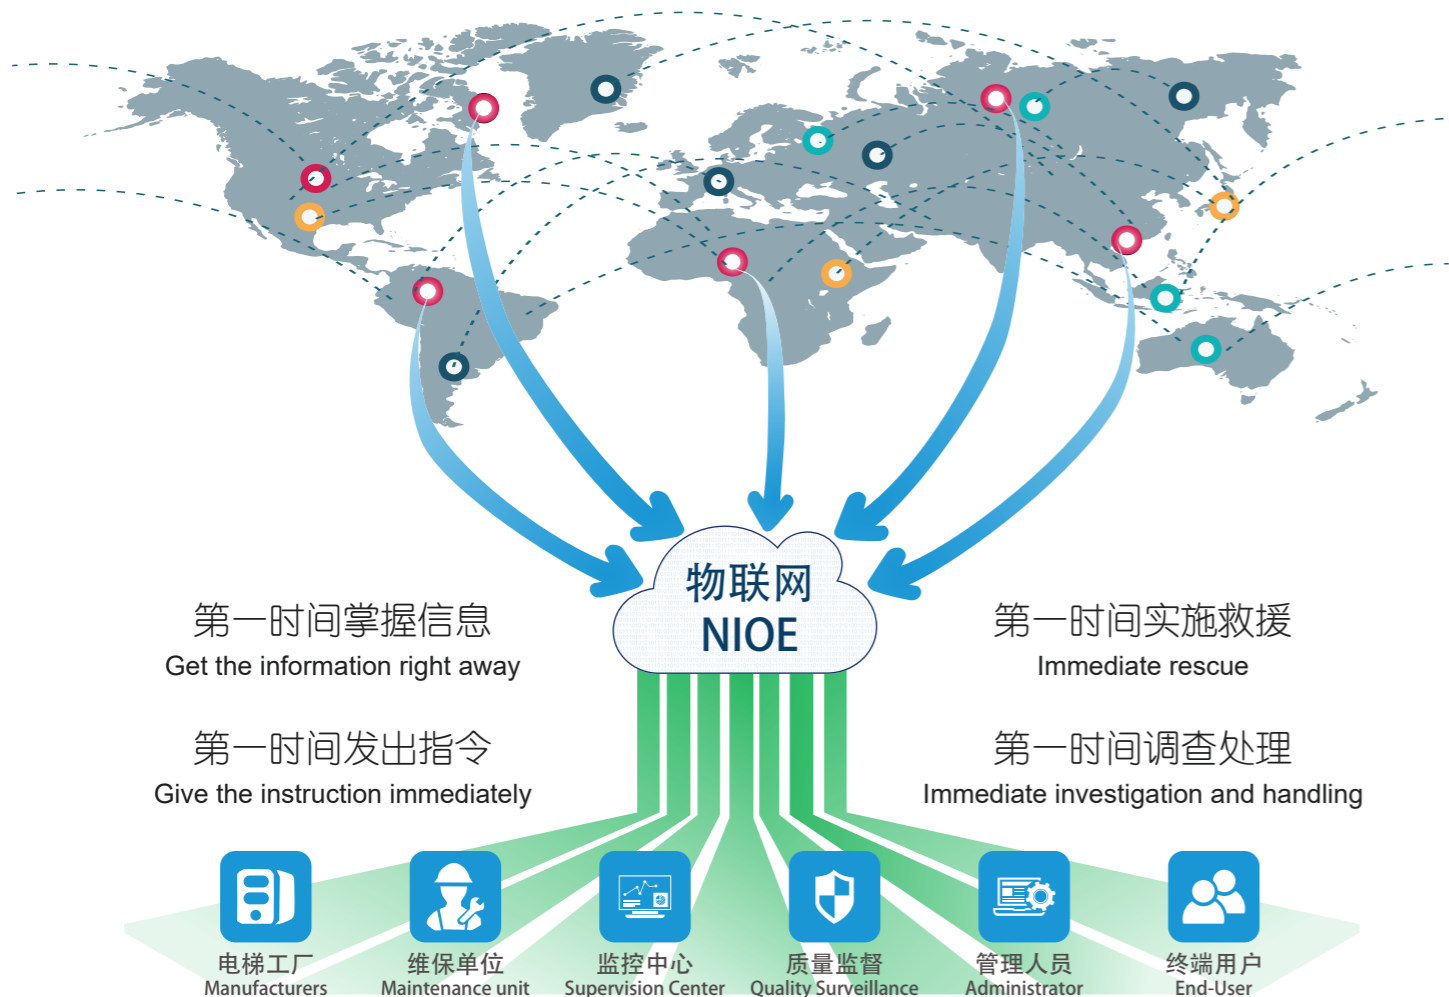 物联网
NIOE
第一时间掌握信息
Get the information right away
第一时间发出指令
Give the instruction immediately
第一时间实施救援
Immediate rescue
第一时间调查处理
Immediate investigation and handling
电梯工厂
Manufacturers
维保单位
Maintenance unit
监控中心
Supervision Center
质量监督
Quality Surveillance
管理人员
Administrator
终端用户
End-User